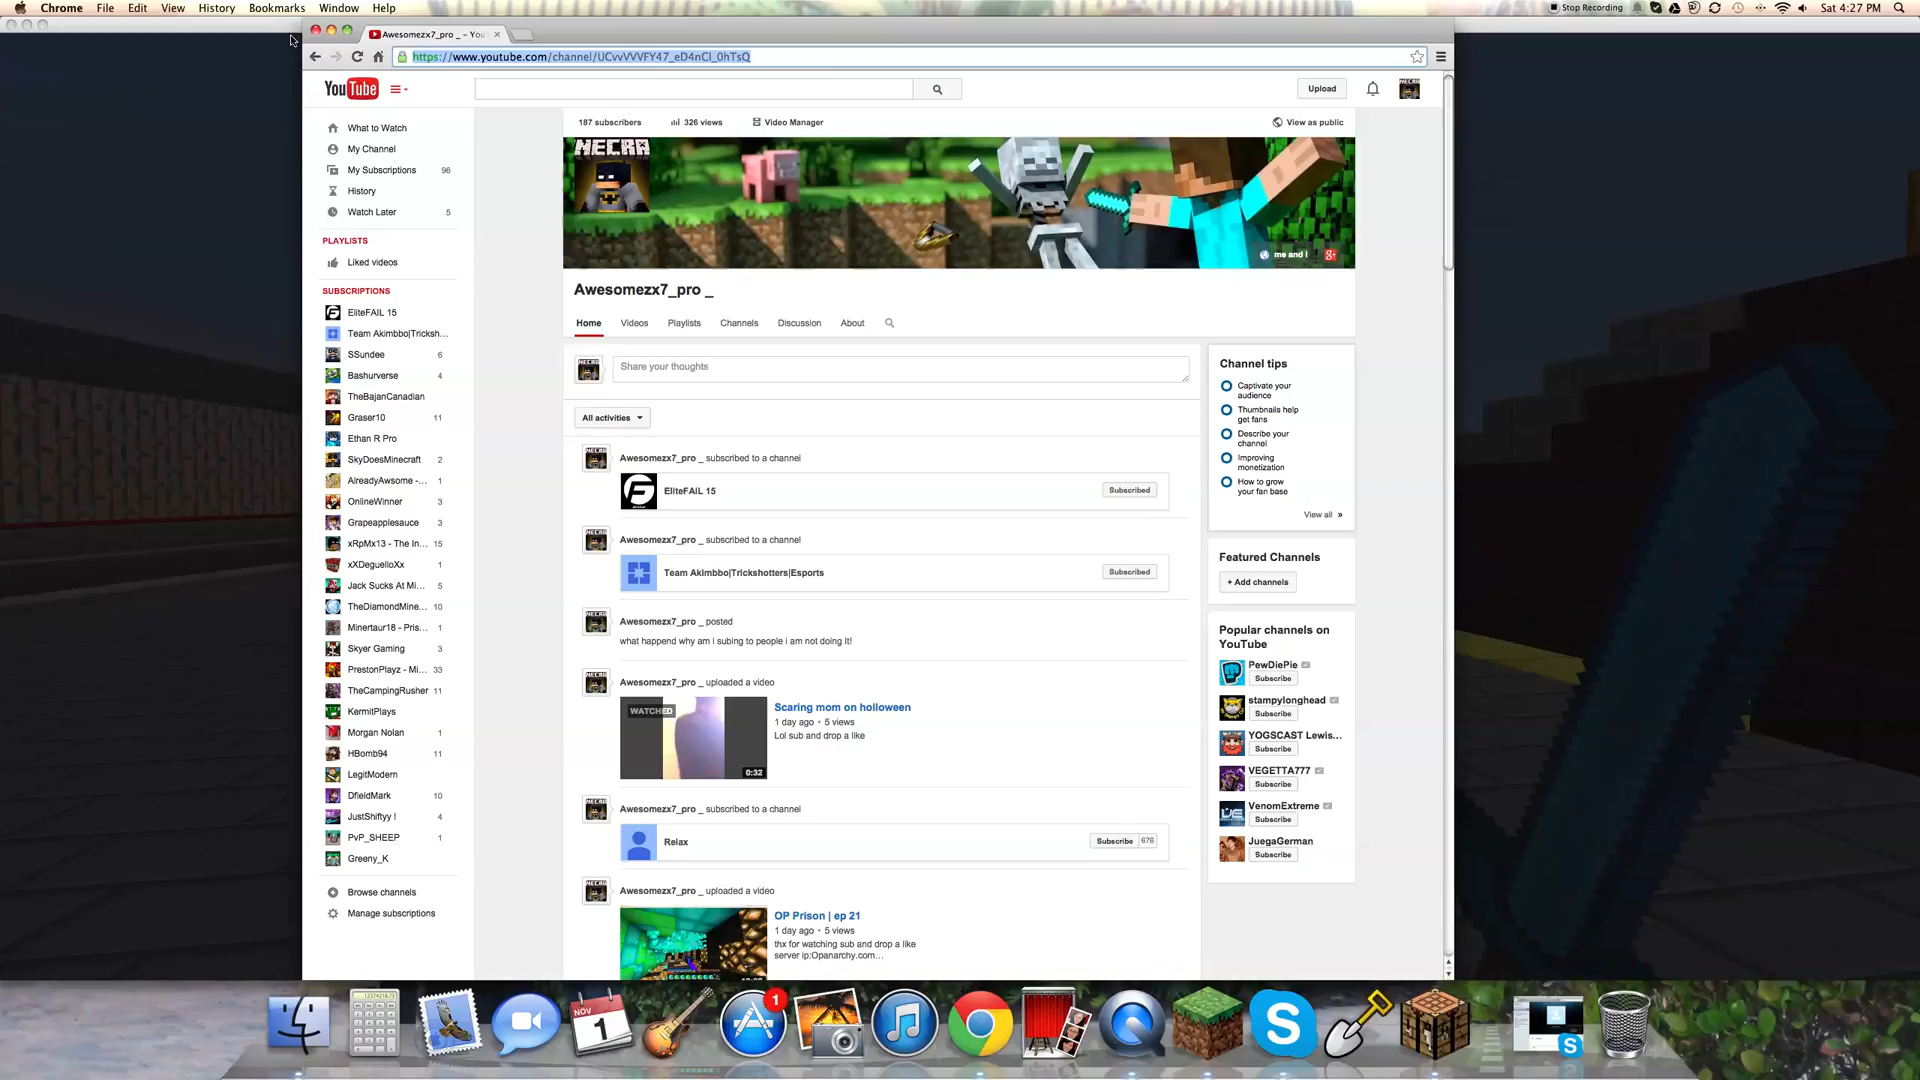 Chrome File Edit View History Bookmarks Window Help
Stop Recording Sat 4:27 PM
Awesomezx7_pro _ - You
https://www.youtube.com/channel/UCvvVVVFY47_eD4nCl_0hTsQ
YouTube
Upload
What to Watch
My Channel
My Subscriptions 96
History
Watch Later 5
PLAYLISTS
Liked videos
SUBSCRIPTIONS
EliteFAIL 15
Team Akimbbo|Tricksh...
SSundee 6
Bashurverse 4
TheBajanCanadian
Graser10 11
Ethan R Pro
SkyDoesMinecraft 2
AlreadyAwsome -... 1
OnlineWinner 3
Grapeapplesauce 3
xRpMx13 - The In... 15
xXDeguelloXx 1
Jack Sucks At Mi... 5
TheDiamondMine... 10
Minertaur18 - Pris... 1
Skyer Gaming 3
PrestonPlayz - Mi... 33
TheCampingRusher 11
KermitPlays
Morgan Nolan 1
HBomb94 11
LegitModern
DfieldMark 10
JustShiftyy ! 4
PvP_SHEEP 1
Greeny_K
Browse channels
Manage subscriptions
187 subscribers 326 views Video Manager View as public
NECRA
me and I
Awesomezx7_pro _
Home Videos Playlists Channels Discussion About
Share your thoughts
All activities
Awesomezx7_pro _ subscribed to a channel
EliteFAIL 15 Subscribed
Awesomezx7_pro _ subscribed to a channel
Team Akimbbo|Trickshotters|Esports Subscribed
Awesomezx7_pro _ posted
what happend why am i subing to people i am not doing It!
Awesomezx7_pro _ uploaded a video
WATCHED
0:32
Scaring mom on holloween
1 day ago • 5 views
Lol sub and drop a like
Awesomezx7_pro _ subscribed to a channel
Relax Subscribe 676
Awesomezx7_pro _ uploaded a video
OP Prison | ep 21
1 day ago • 5 views
thx for watching sub and drop a like
server ip:Opanarchy.com...
Channel tips
Captivate your
audience
Thumbnails help
get fans
Describe your
channel
Improving
monetization
How to grow
your fan base
View all »
Featured Channels
+ Add channels
Popular channels on
YouTube
PewDiePie
Subscribe
stampylonghead
Subscribe
YOGSCAST Lewis...
Subscribe
VEGETTA777
Subscribe
VenomExtreme
Subscribe
JuegaGerman
Subscribe
NOV
1
1